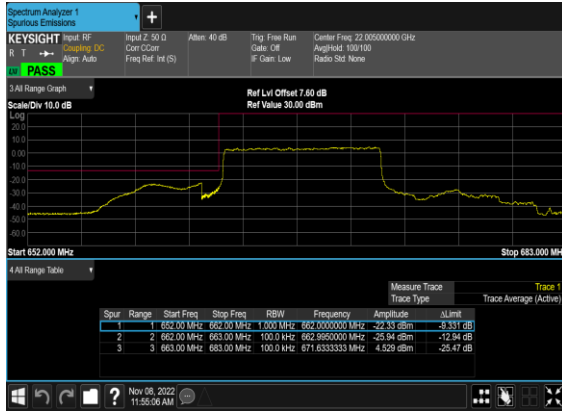 Spectrum Analyzer 1
Spurious Emissions
+
KEYSIGHT Input: RF Input Z: 50 Ω Atten: 40 dB Trig: Free Run Center Freq: 22.005000000 GHz
R T Coupling: DC Corr CCorr Gate: Off Avg|Hold: 100/100
Align: Auto Freq Ref: Int (S) IF Gain: Low Radio Std: None
PASS
3 All Range Graph
Ref Lvl Offset 7.60 dB
Scale/Div 10.0 dB Ref Value 30.00 dBm
Log
20.0
10.0
0.00
-10.0
-20.0
-30.0
-40.0
-50.0
-60.0
Start 652.000 MHz Stop 683.000 MHz
4 All Range Table
Measure Trace Trace 1
Trace Type Trace Average (Active)
Spur Range Start Freq Stop Freq RBW Frequency Amplitude ΔLimit
1 1 652.00 MHz 662.00 MHz 1.000 MHz 662.0000000 MHz -22.33 dBm -9.331 dB
2 2 662.00 MHz 663.00 MHz 100.0 kHz 662.9950000 MHz -25.94 dBm -12.94 dB
3 3 663.00 MHz 683.00 MHz 100.0 kHz 671.6333333 MHz 4.529 dBm -25.47 dB
? Nov 08, 2022
11:55:06 AM